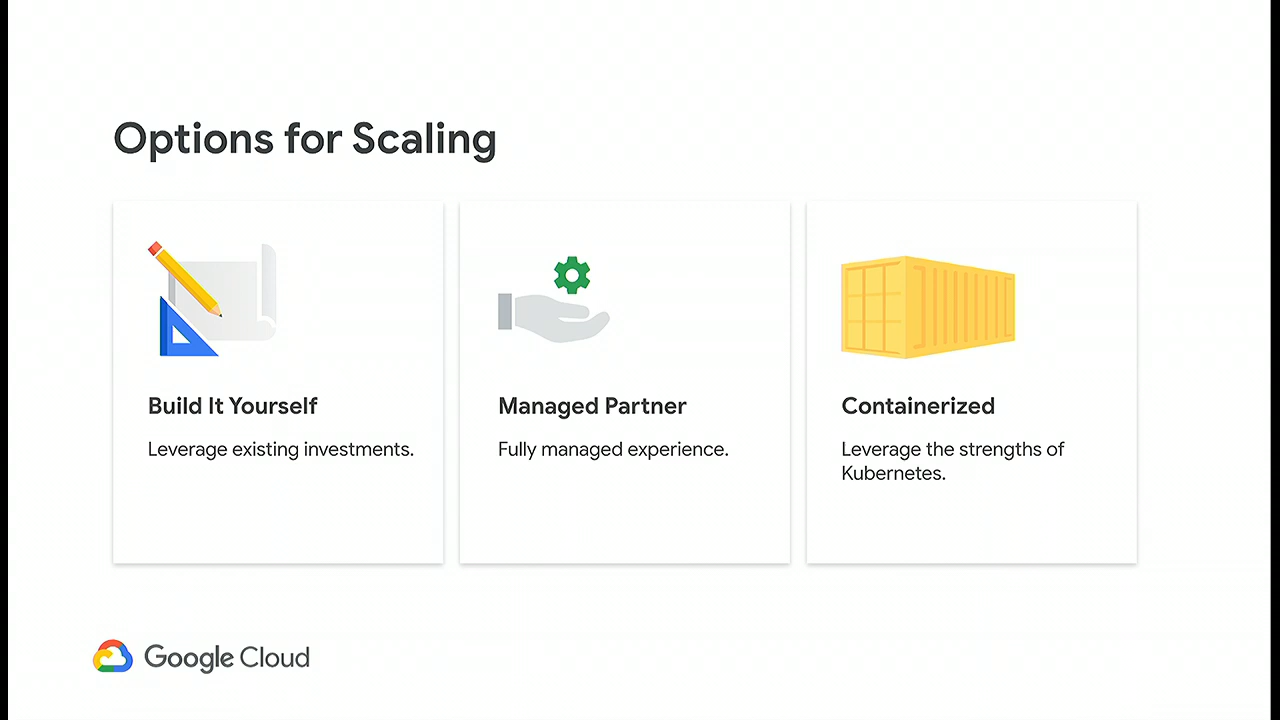 Options for Scaling
Build It Yourself
Leverage existing investments.
Managed Partner
Fully managed experience.
Containerized
Leverage the strengths of
Kubernetes.
Google Cloud